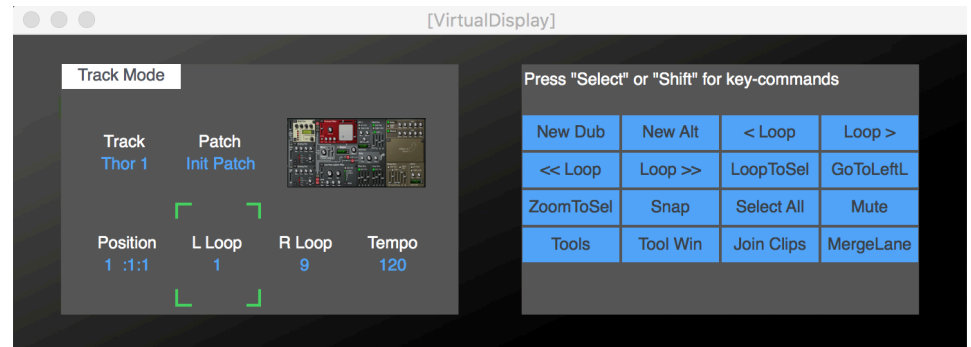 [VirtualDisplay]
Track Mode
Track Patch
Thor 1 Init Patch
Position L Loop R Loop Tempo
1 :1:1 1 9 120
Press "Select" or "Shift" for key-commands
New Dub New Alt < Loop Loop >
<< Loop Loop >> LoopToSel GoToLeftL
ZoomToSel Snap Select All Mute
Tools Tool Win Join Clips MergeLane